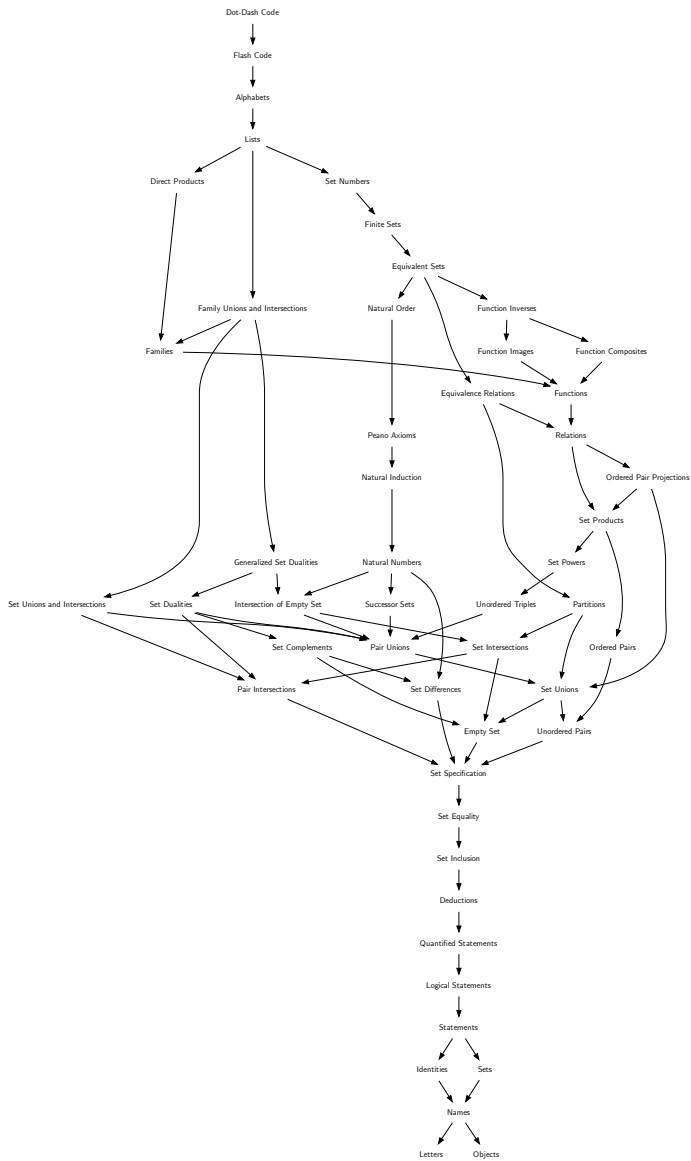 Dot-Dash Code
Flash Code
Alphabets
Lists
Direct Products
Set Numbers
Finite Sets
Equivalent Sets
Family Unions and Intersections
Natural Order
Function Inverses
Families
Function Images
Function Composites
Equivalence Relations
Functions
Peano Axioms
Relations
Natural Induction
Ordered Pair Projections
Set Products
Generalized Set Dualities
Natural Numbers
Set Powers
Set Unions and Intersections
Set Dualities
Intersection of Empty Set
Successor Sets
Unordered Triples
Partitions
Set Complements
Pair Unions
Set Intersections
Ordered Pairs
Pair Intersections
Set Differences
Set Unions
Empty Set
Unordered Pairs
Set Specification
Set Equality
Set Inclusion
Deductions
Quantified Statements
Logical Statements
Statements
Identities
Sets
Names
Letters
Objects